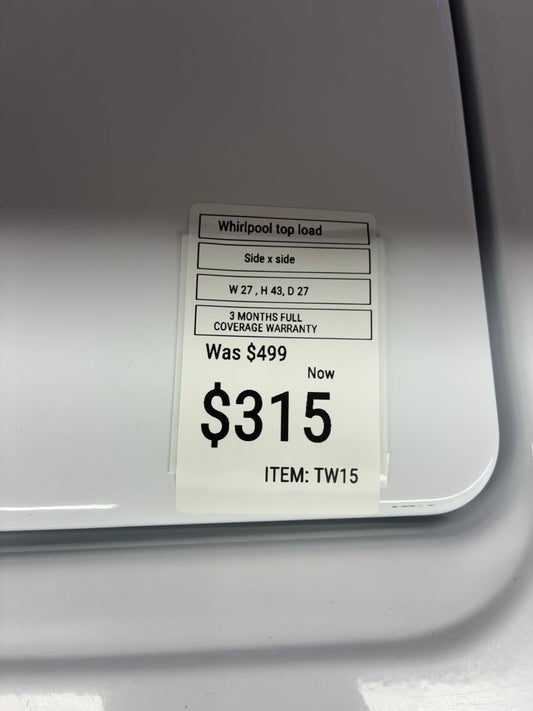 Whirlpool top load
Side x side
W 27 , H 43, D 27
3 MONTHS FULL
COVERAGE WARRANTY
Was $499
Now
$315
ITEM: TW15